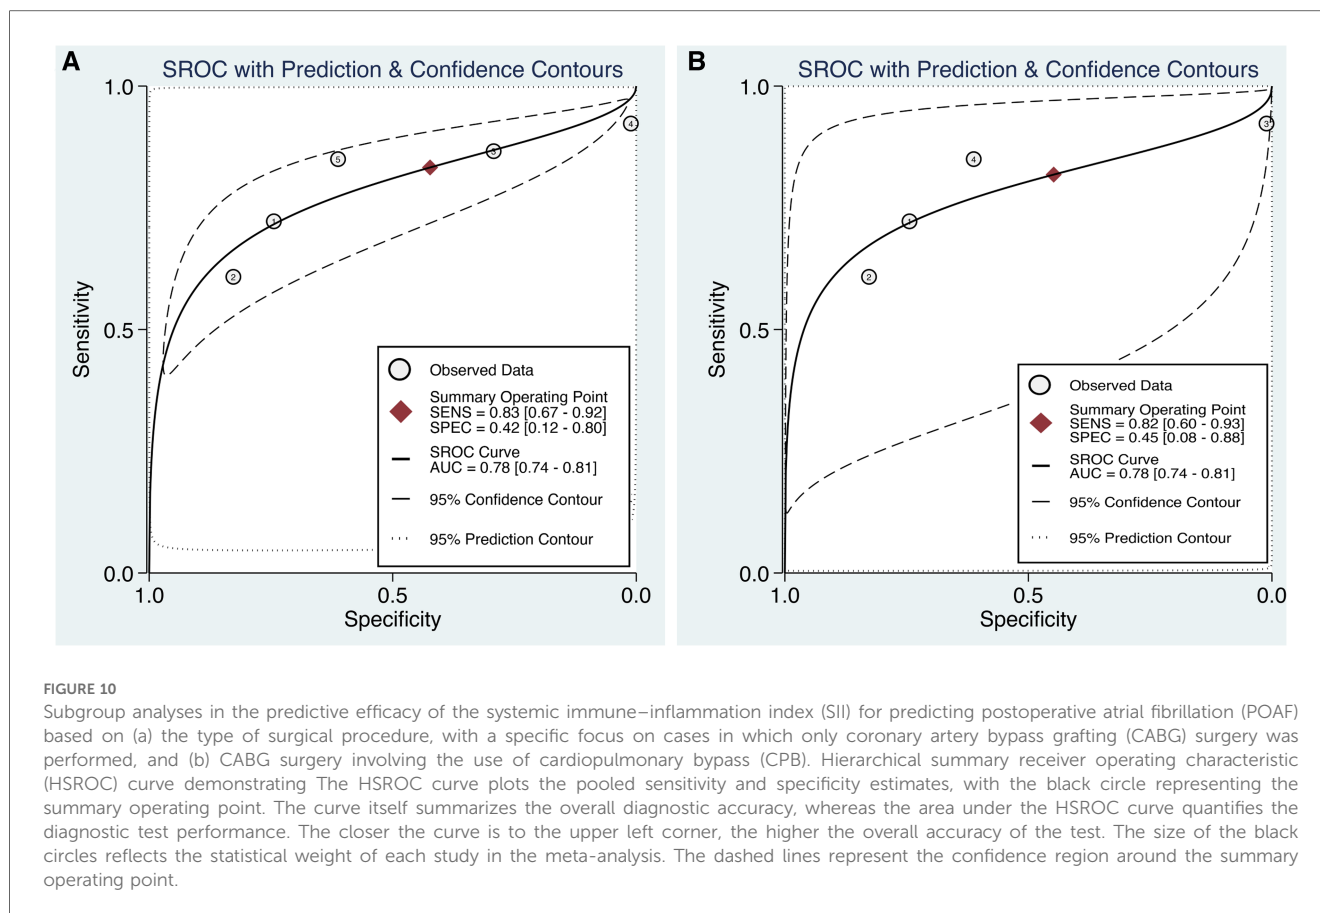 A
SROC with Prediction & Confidence Contours
1.0
0.5
0.0
Sensitivity
1
2
3
4
5
Observed Data
Summary Operating Point
SENS = 0.83 [0.67 - 0.92]
SPEC = 0.42 [0.12 - 0.80]
SROC Curve
AUC = 0.78 [0.74 - 0.81]
95% Confidence Contour
95% Prediction Contour
1.0 0.5 0.0
Specificity
B
SROC with Prediction & Confidence Contours
1.0
0.5
0.0
Sensitivity
1
2
3
4
Observed Data
Summary Operating Point
SENS = 0.82 [0.60 - 0.93]
SPEC = 0.45 [0.08 - 0.88]
SROC Curve
AUC = 0.78 [0.74 - 0.81]
95% Confidence Contour
95% Prediction Contour
1.0 0.5 0.0
Specificity
FIGURE 10
Subgroup analyses in the predictive efficacy of the systemic immune–inflammation index (SII) for predicting postoperative atrial fibrillation (POAF)
based on (a) the type of surgical procedure, with a specific focus on cases in which only coronary artery bypass grafting (CABG) surgery was
performed, and (b) CABG surgery involving the use of cardiopulmonary bypass (CPB). Hierarchical summary receiver operating characteristic
(HSROC) curve demonstrating The HSROC curve plots the pooled sensitivity and specificity estimates, with the black circle representing the
summary operating point. The curve itself summarizes the overall diagnostic accuracy, whereas the area under the HSROC curve quantifies the
diagnostic test performance. The closer the curve is to the upper left corner, the higher the overall accuracy of the test. The size of the black
circles reflects the statistical weight of each study in the meta-analysis. The dashed lines represent the confidence region around the summary
operating point.